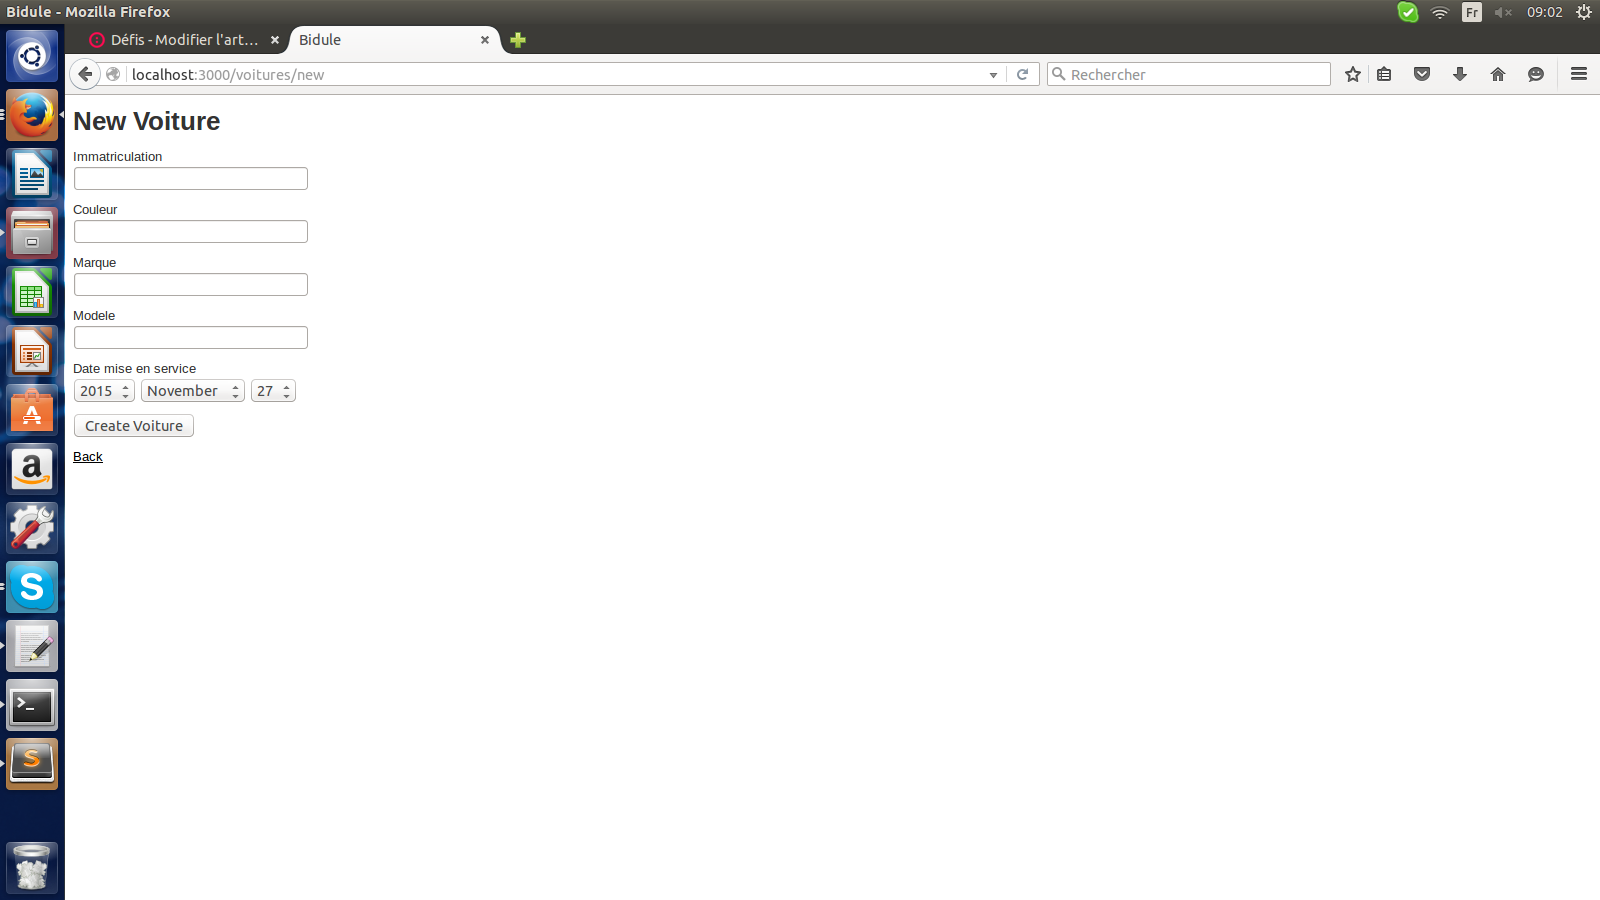 Bidule - Mozilla Firefox
Fr
09:02
Défis - Modifier l'art...
Bidule
localhost:3000/voitures/new
Rechercher
New Voiture
Immatriculation
Couleur
Marque
Modele
Date mise en service
2015 November 27
Create Voiture
Back